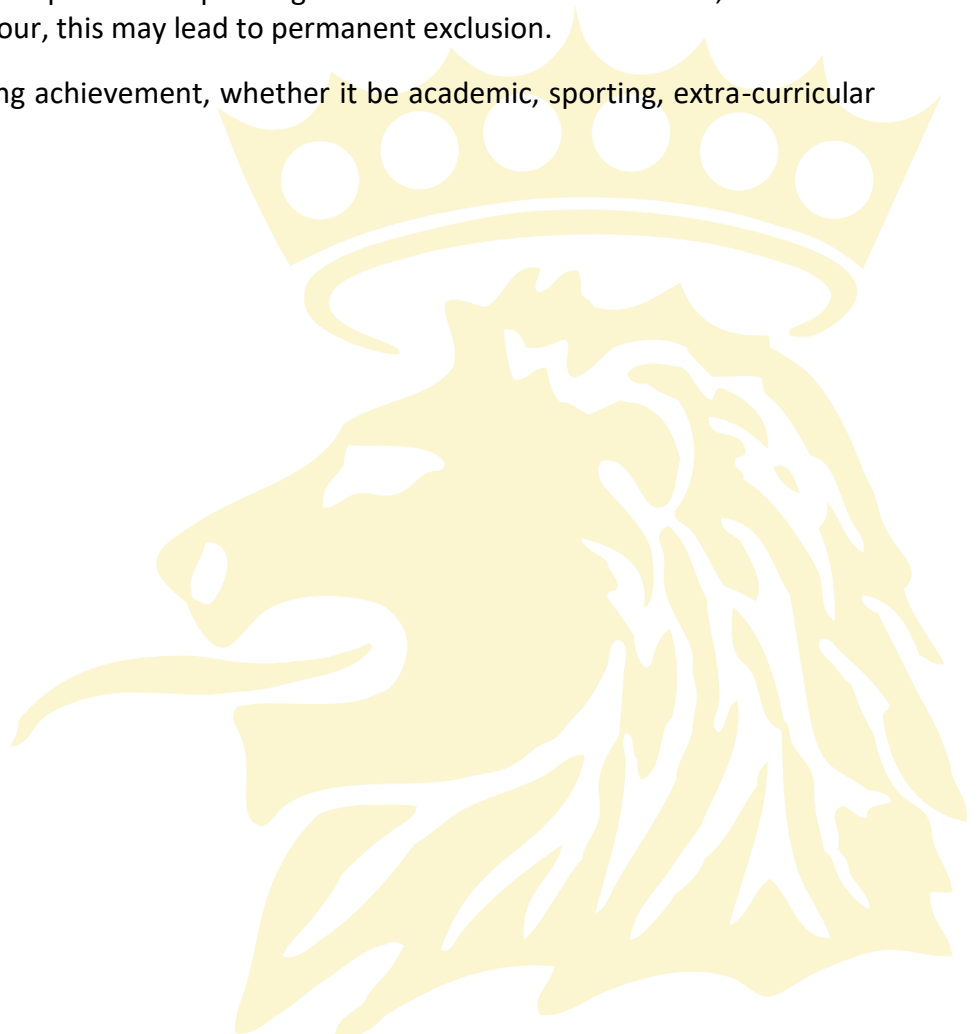 our, this may lead to permanent exclusion.
ng achievement, whether it be academic, sporting, extra-curricular